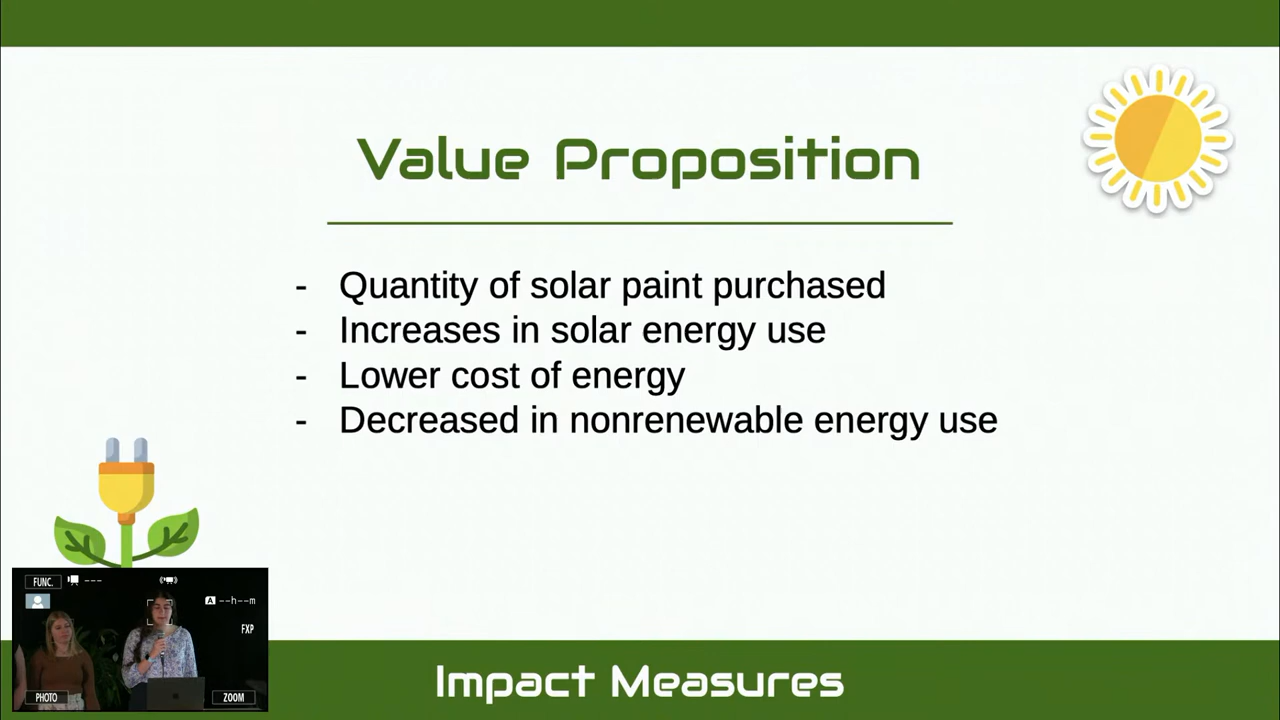 Value Proposition
- Quantity of solar paint purchased
- Increases in solar energy use
- Lower cost of energy
- Decreased in nonrenewable energy use
FUNC.
---
A --h--m
FXP
PHOTO
ZOOM
Impact Measures